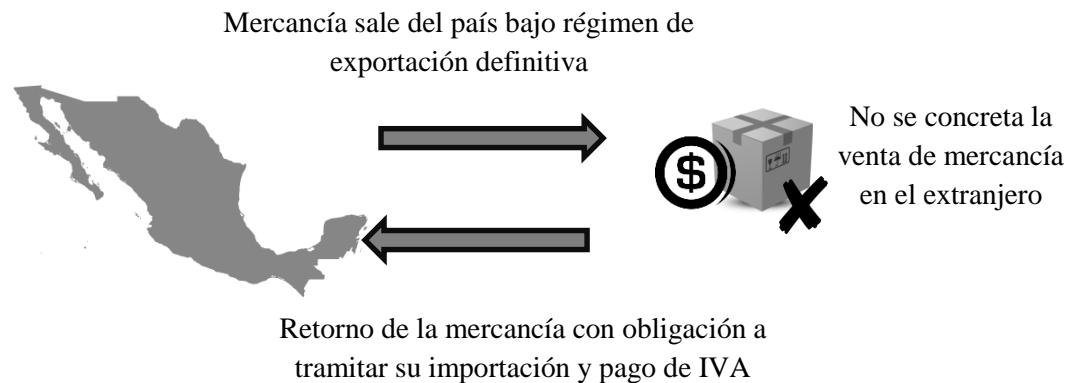 Mercancía sale del país bajo régimen de
exportación definitiva
$
No se concreta la
venta de mercancía
en el extranjero
Retorno de la mercancía con obligación a
tramitar su importación y pago de IVA